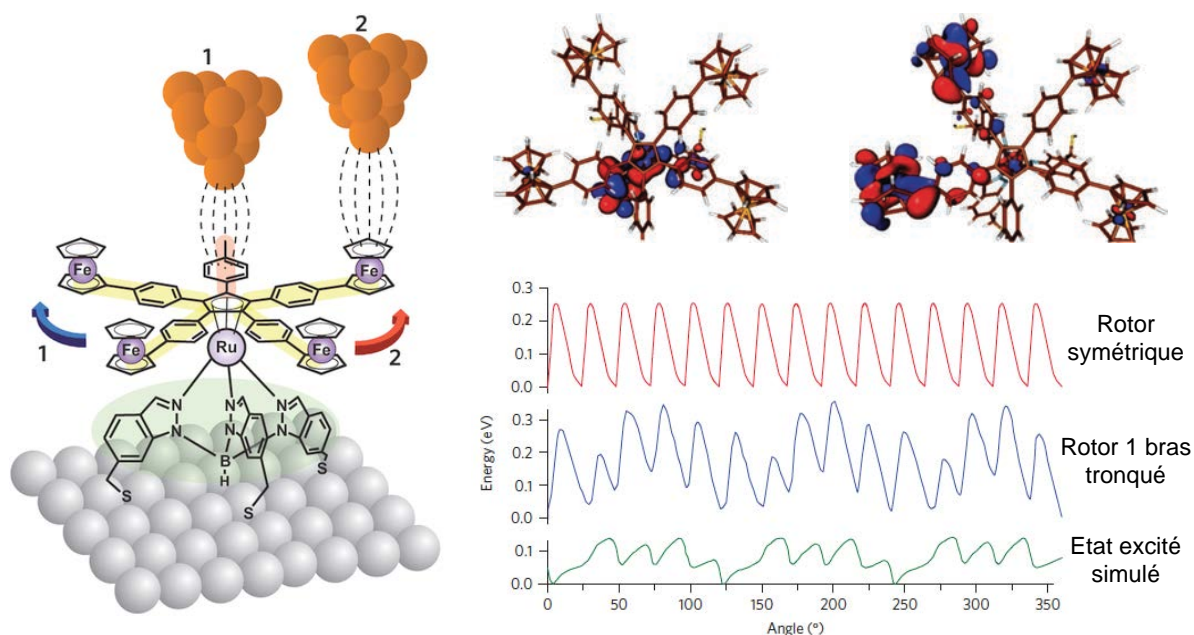 1
2
Fe
Fe
Fe
Fe
Ru
1
2
N
N
N
N
N
N
B
H
S
S
S
Energy (eV)
0.3
0.2
0.1
0.0
Rotor
symétrique
0.3
0.2
0.1
0.0
Rotor 1 bras
tronqué
0.1
0.0
Etat excité
simulé
0
50
100
150
200
250
300
350
Angle (°)